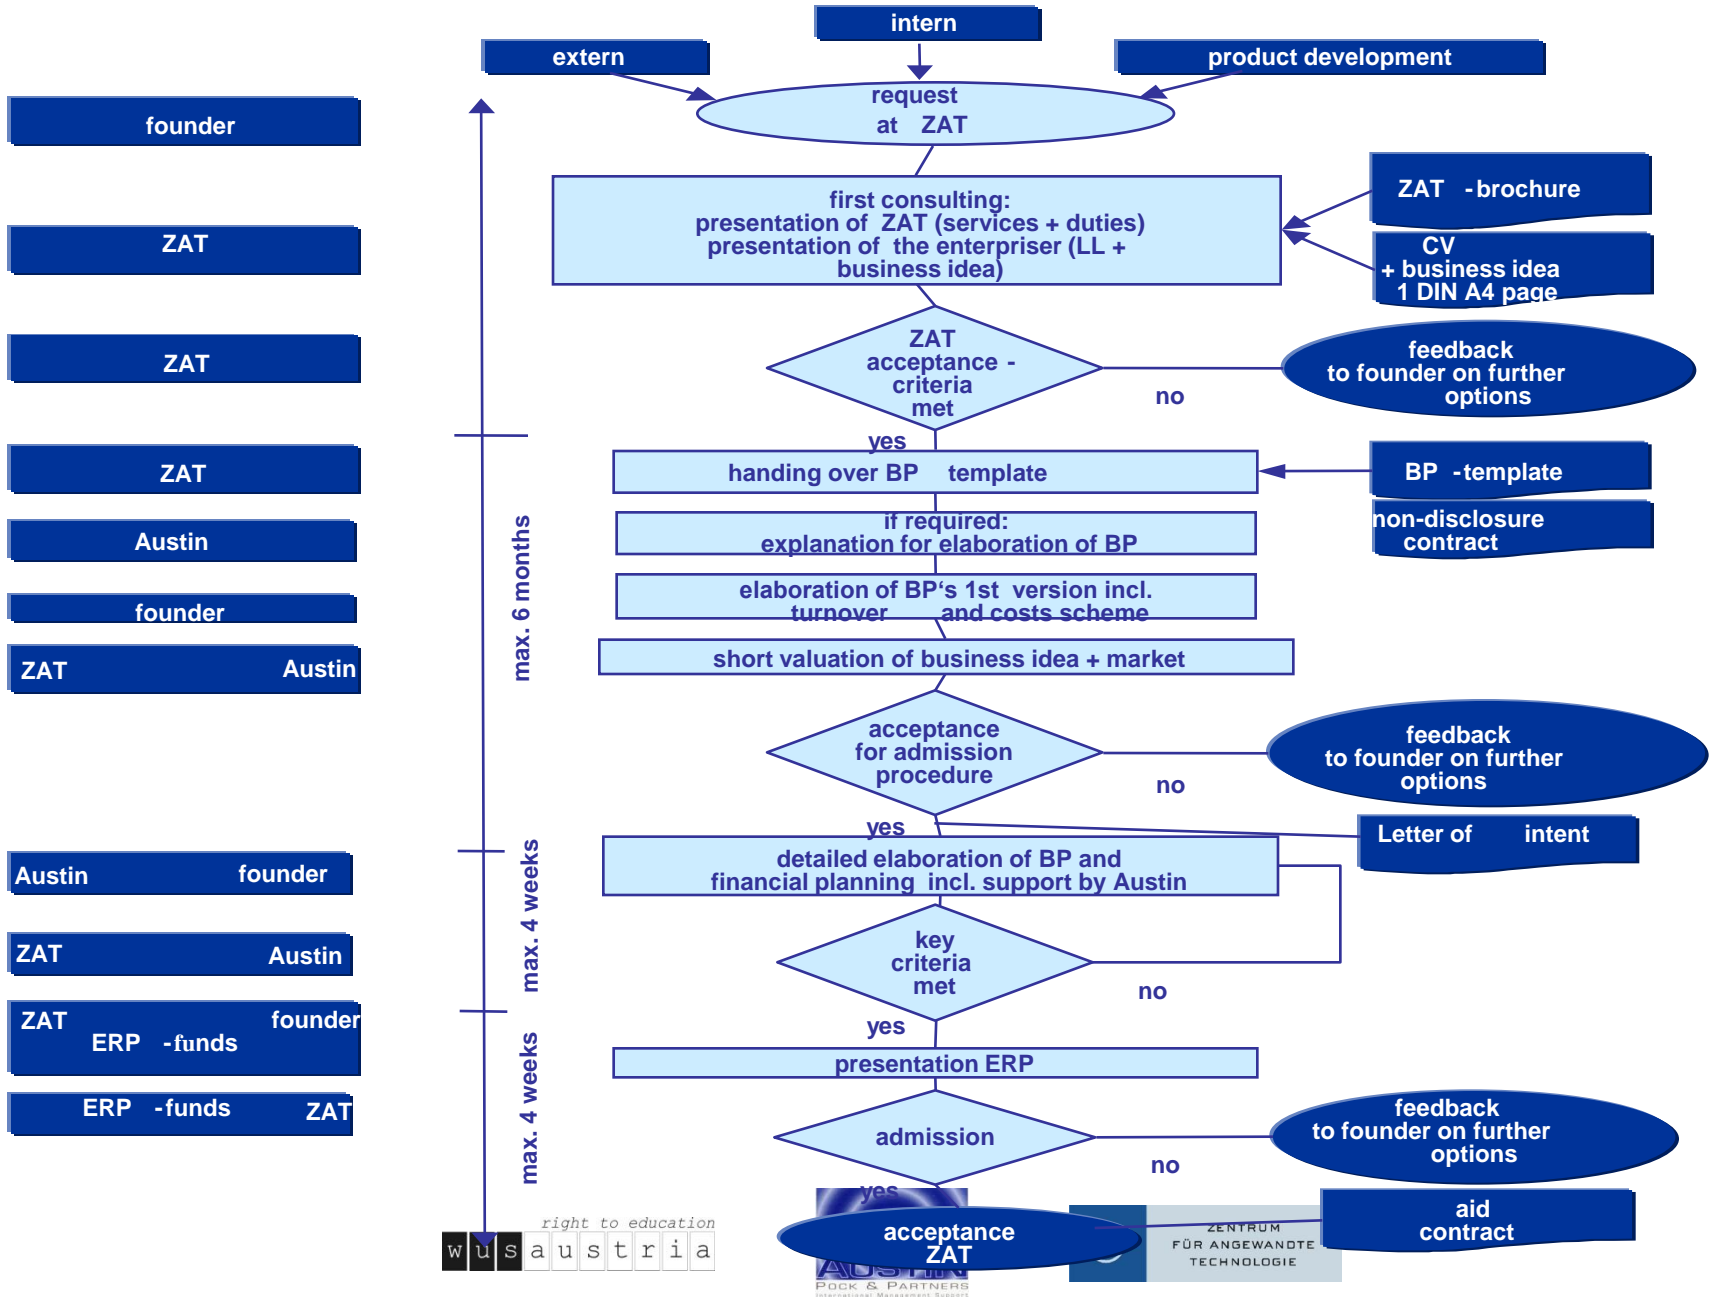 intern
extern
product development
request
at ZAT
founder
first consulting:
presentation of ZAT (services + duties)
presentation of the enterpriser (LL +
business idea)
ZAT -brochure
CV
+ business idea
1 DIN A4 page
ZAT
ZAT
acceptance -
criteria
met
no
feedback
to founder on further
options
ZAT
yes
handing over BP template
BP -template
ZAT
if required:
explanation for elaboration of BP
non-disclosure
contract
Austin
elaboration of BP‘s 1st version incl.
turnover and costs scheme
founder
max. 6 months
short valuation of business idea + market
ZAT Austin
acceptance
for admission
procedure
no
feedback
to founder on further
options
yes
Letter of intent
detailed elaboration of BP and
financial planning incl. support by Austin
Austin founder
max. 4 weeks
key
criteria
met
no
ZAT Austin
yes
presentation ERP
ZAT founder
ERP -funds
max. 4 weeks
admission
no
feedback
to founder on further
options
ERP -funds ZAT
yes
acceptance
ZAT
aid
contract
right to education
wus austria
AUSTIN
POCK & PARTNERS
International Management Support
ZENTRUM
FÜR ANGEWANDTE
TECHNOLOGIE